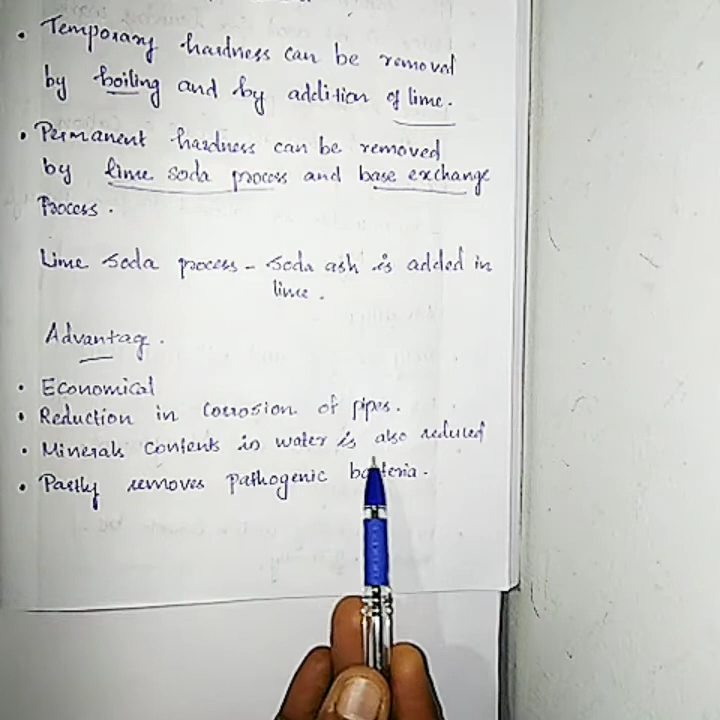 • Temporary hardness can be removed
by boiling and by addition of lime.
• Permanent hardness can be removed
by lime soda process and base exchange
Process.
Lime soda process - soda ash is added in
lime.
Advantage.
• Economical
• Reduction in Corrosion of pipes.
• Minerals contents in water is also reduced
• Partly removes pathogenic bacteria.